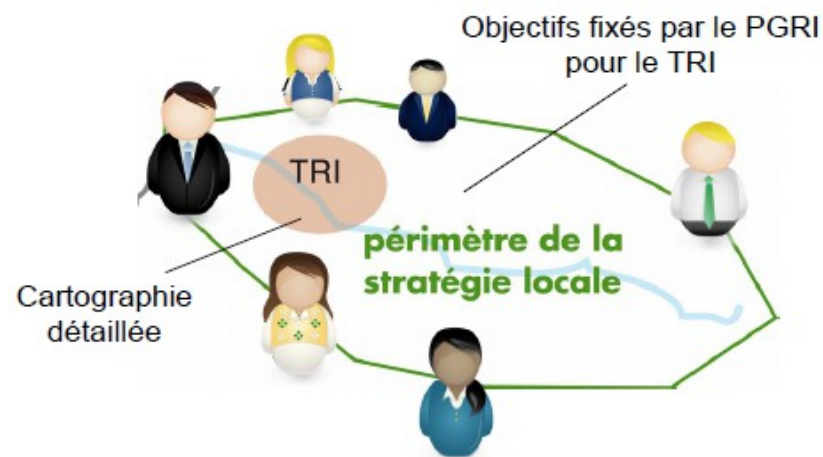 Objectifs fixés par le PGRI
pour le TRI
TRI
périmètre de la
stratégie locale
Cartographie
détaillée